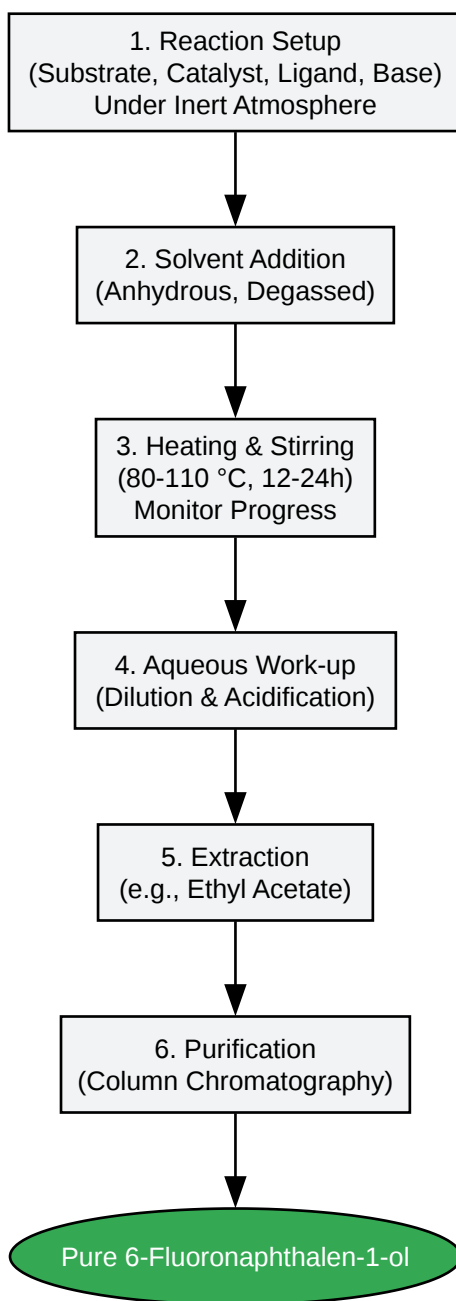 1. Reaction Setup
(Substrate, Catalyst, Ligand, Base)
Under Inert Atmosphere
2. Solvent Addition
(Anhydrous, Degassed)
3. Heating & Stirring
(80-110 °C, 12-24h)
Monitor Progress
4. Aqueous Work-up
(Dilution & Acidification)
5. Extraction
(e.g., Ethyl Acetate)
6. Purification
(Column Chromatography)
Pure 6-Fluoronaphthalen-1-ol